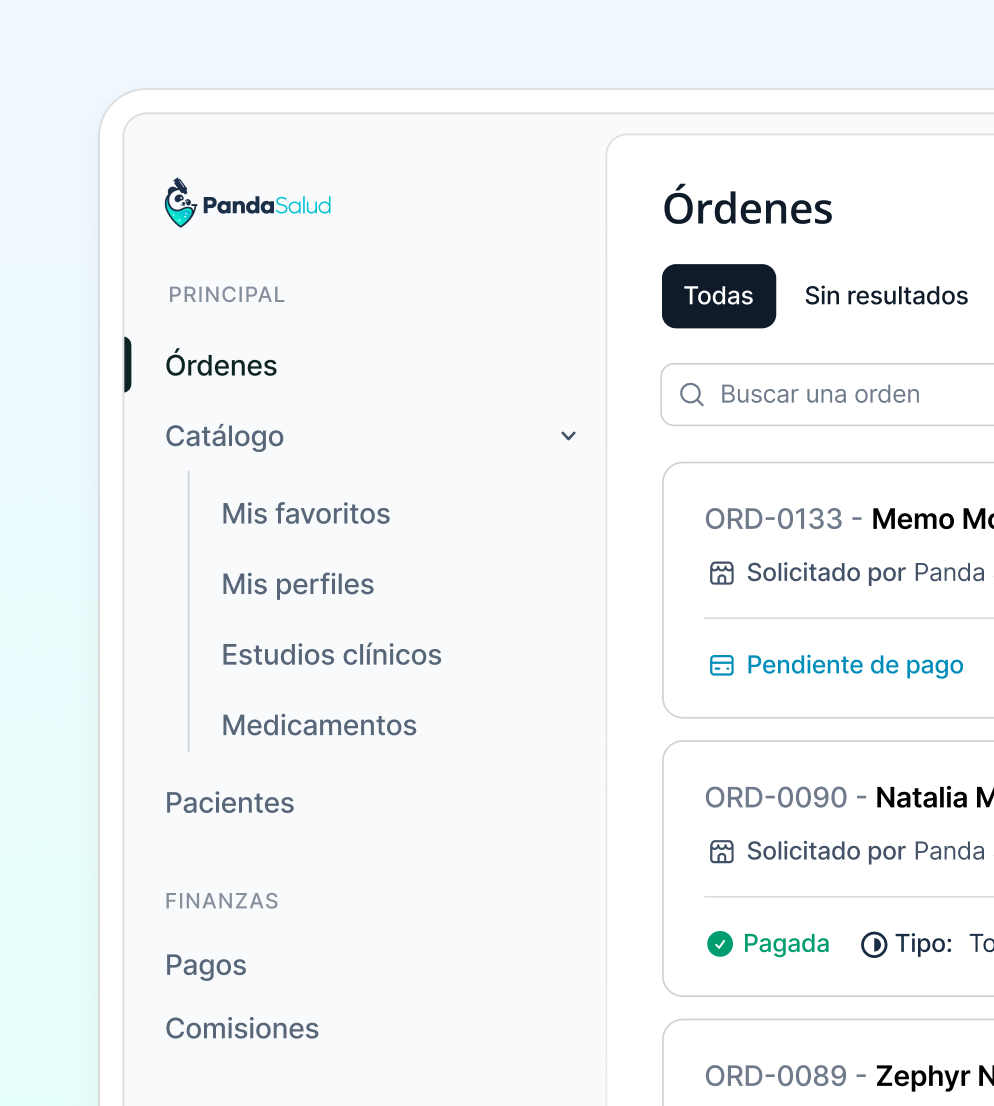 PandaSalud
PRINCIPAL
Órdenes
Catálogo
Mis favoritos
Mis perfiles
Estudios clínicos
Medicamentos
Pacientes
FINANZAS
Pagos
Comisiones
Órdenes
Todas Sin resultados
Buscar una orden
ORD-0133 - Memo
Solicitado por Panda
Pendiente de pago
ORD-0090 - Natalia
Solicitado por Panda
Pagada Tipo:
ORD-0089 - Zephyr